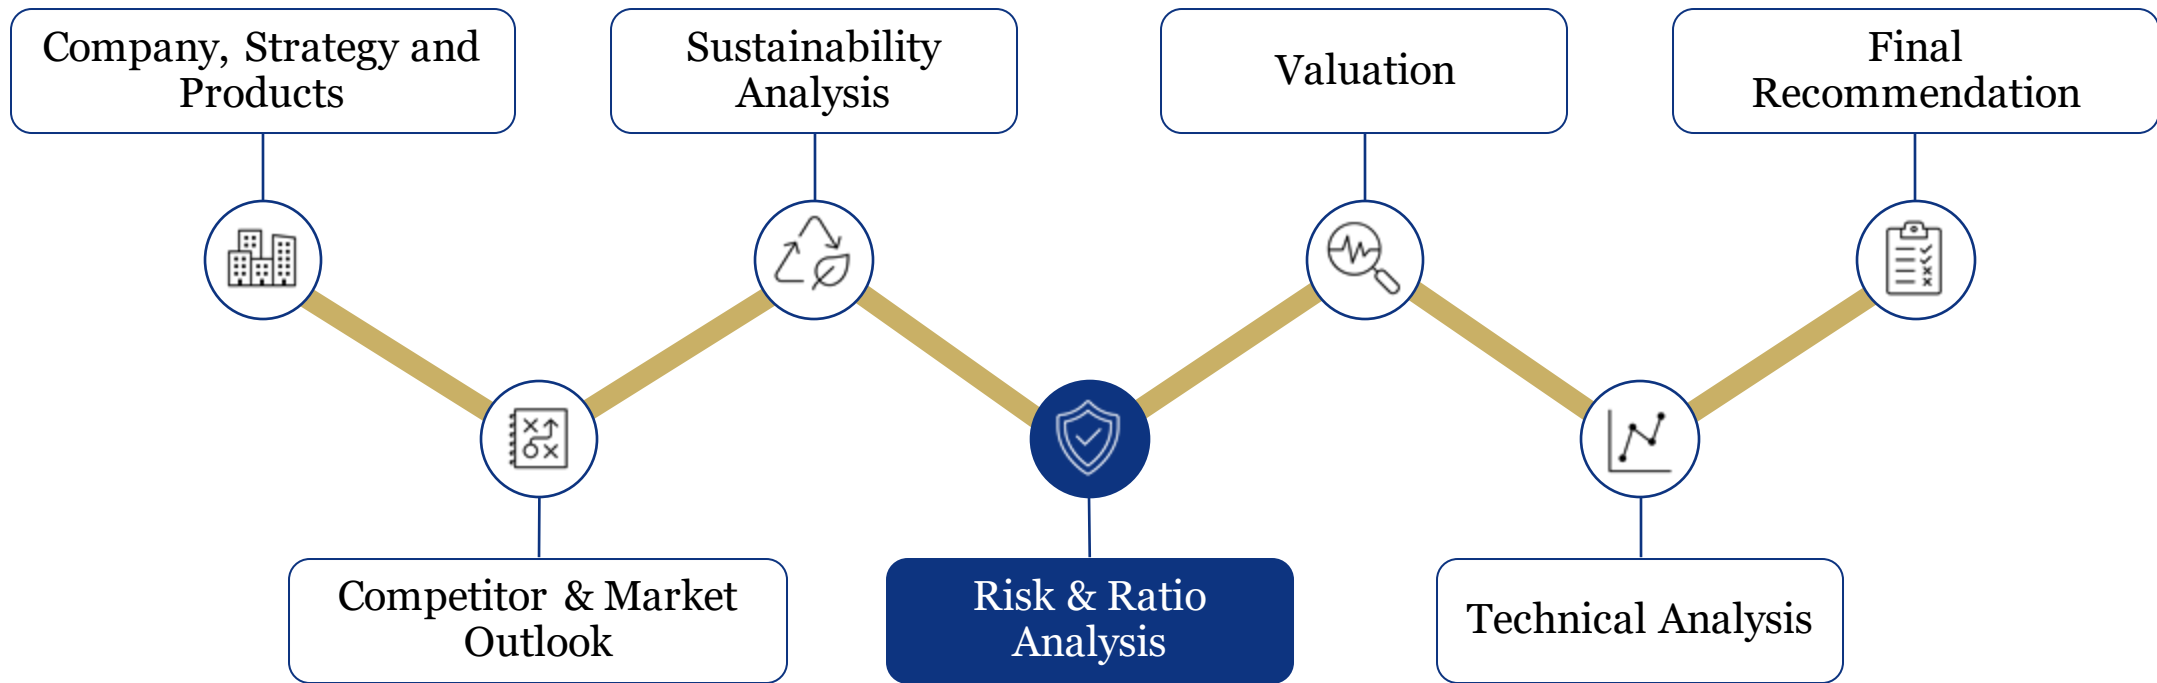 Company, Strategy and
Products
Sustainability
Analysis
Valuation
Final
Recommendation
Competitor & Market
Outlook
Risk & Ratio
Analysis
Technical Analysis